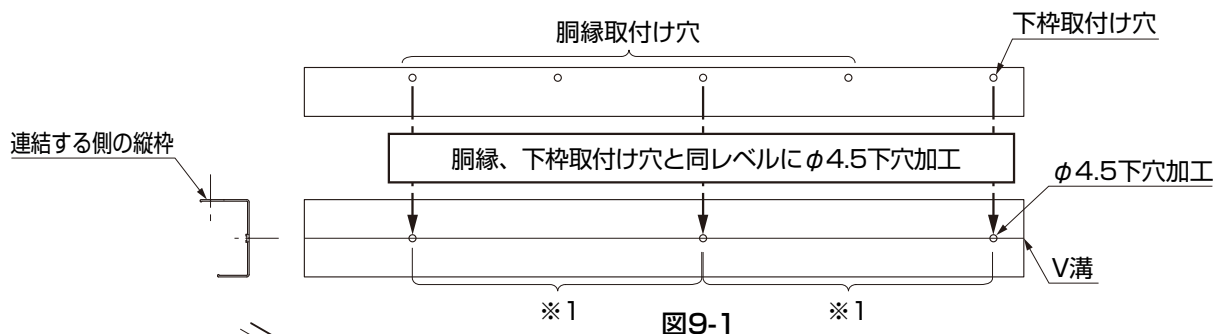 胴縁取付け穴
下枠取付け穴
連結する側の縦枠
胴縁、下枠取付け穴と同レベルにφ4.5下穴加工
φ4.5下穴加工
V溝
※1
※1
図9-1